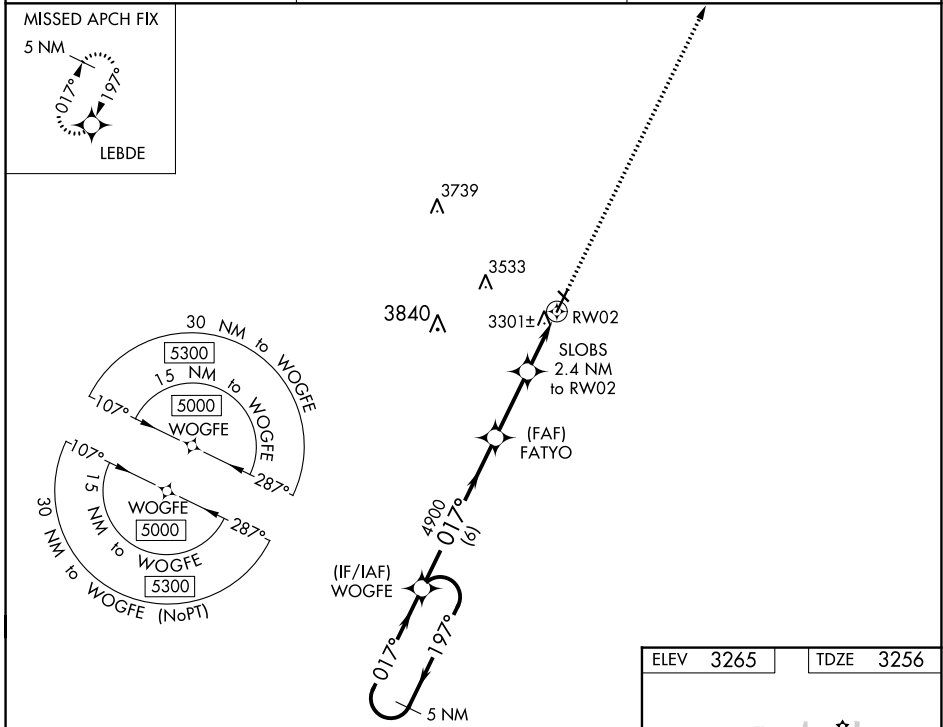 MISSED APCH FIX
5 NM
017°
197°
LEBDE
3739
3533
3840
3301±
RW02
SLOBS
2.4 NM
to RW02
(FAF)
FATYO
4900
017°
(6)
(IF/IAF)
WOGFE
017°
197°
5 NM
30 NM to WOGFE
5300
15 NM to WOGFE
5000
107°
WOGFE
287°
107°
WOGFE
287°
5000
15 NM to WOGFE
5300
30 NM to WOGFE (NoPT)
ELEV 3265
TDZE 3256